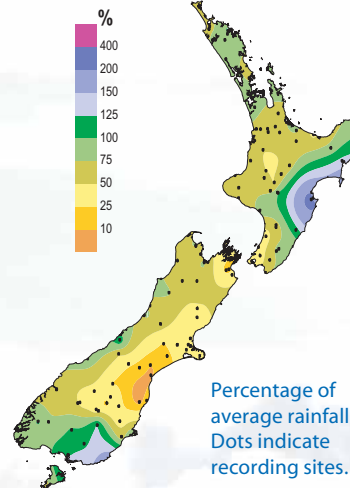 %
400
200
150
125
100
75
50
25
10
Percentage of
average rainfall
Dots indicate
recording sites.